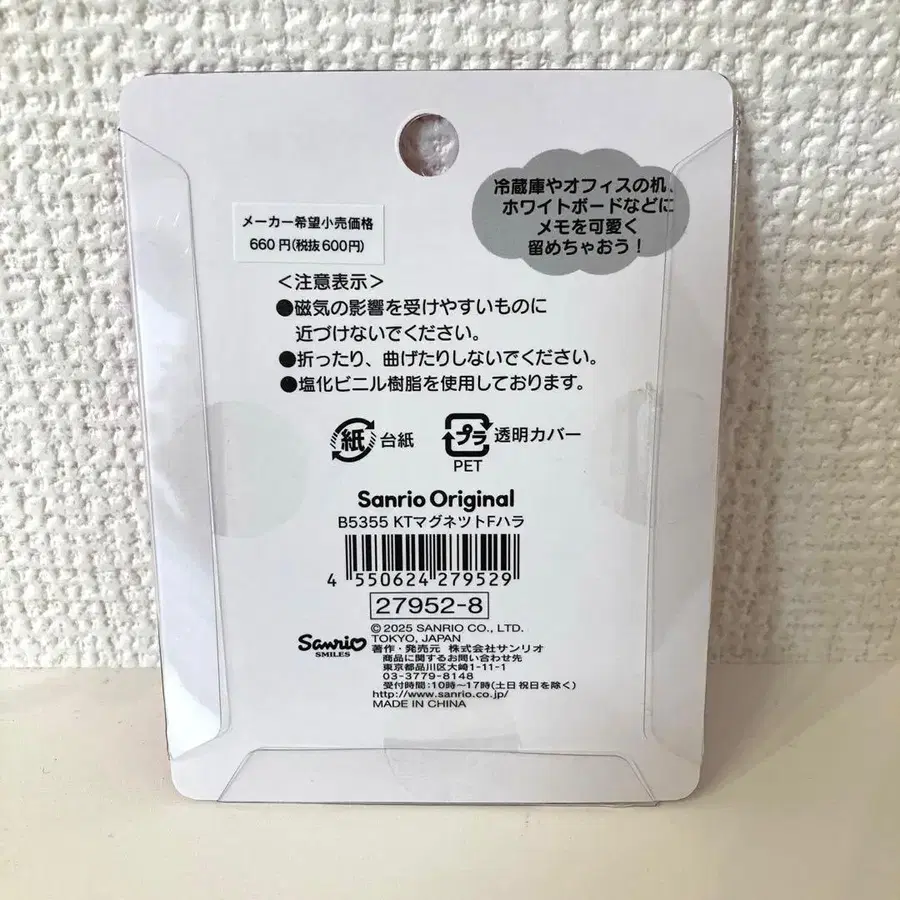 冷蔵庫やオフィスの机、
ホワイトボードなどに
メモを可愛く
留めちゃおう！
メーカー希望小売価格
660円(税抜600円)
＜注意表示＞
●磁気の影響を受けやすいものに
近づけないでください。
●折ったり、曲げたりしないでください。
●塩化ビニル樹脂を使用しております。
紙 台紙
プラ 透明カバー
PET
Sanrio Original
B5355 KTマグネツトFハラ
4 550624 279529
27952-8
© 2025 SANRIO CO., LTD.
TOKYO, JAPAN
Sanrio
SMILES
著作・発売元 株式会社サンリオ
商品に関するお問い合わせ先
東京都品川区大崎1-11-1
03-3779-8148
受付時間:10時〜17時(土日祝日を除く)
http://www.sanrio.co.jp/
MADE IN CHINA